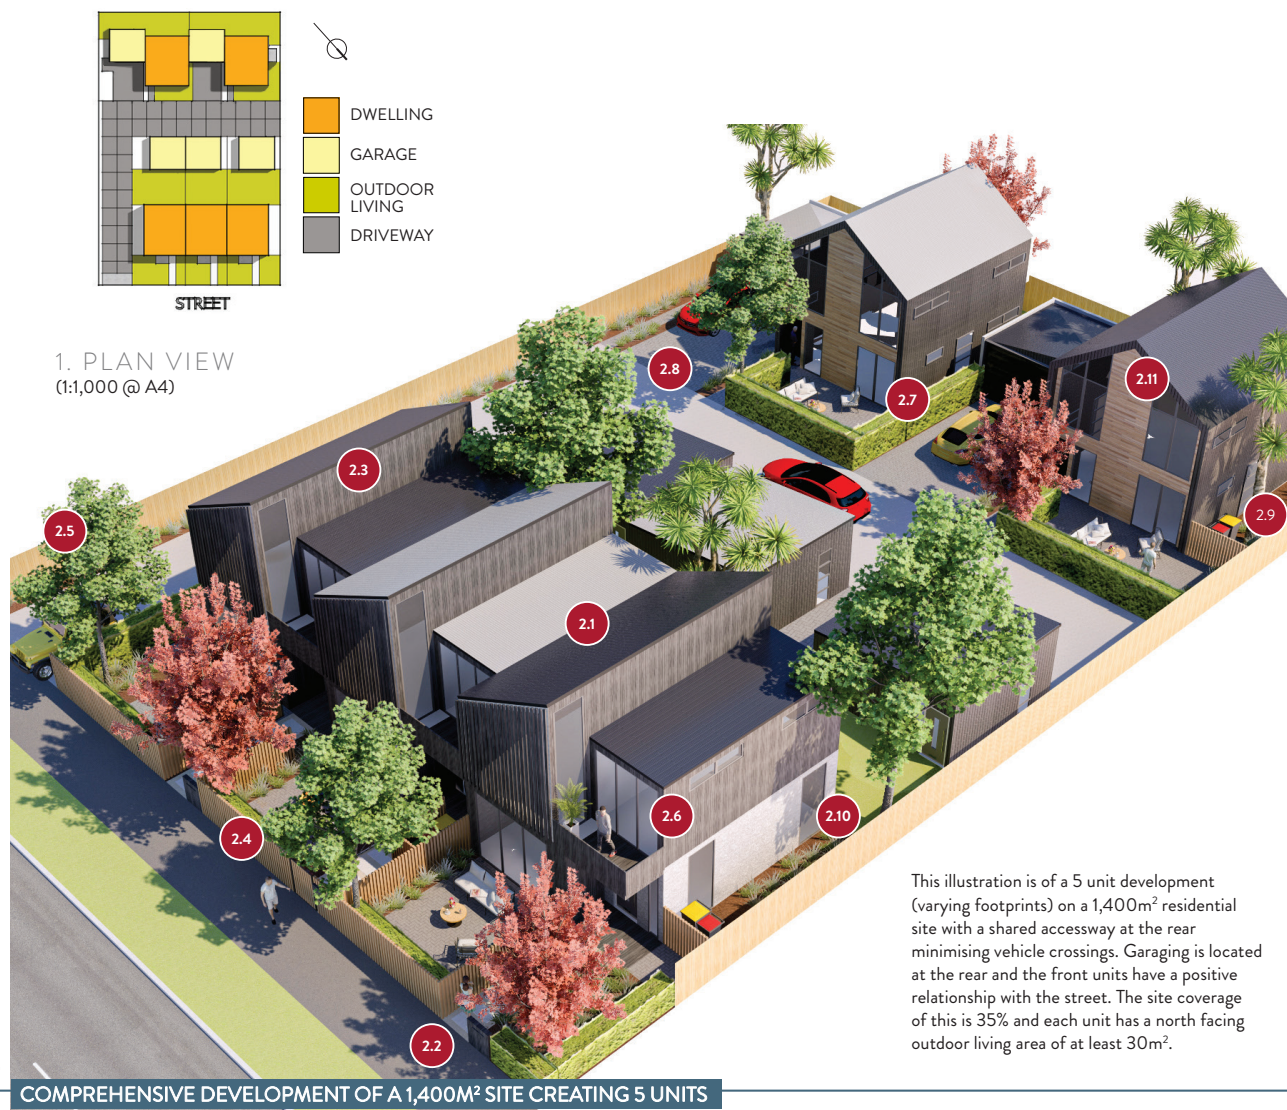 DWELLING
GARAGE
OUTDOOR
LIVING
DRIVEWAY
STREET
1. PLAN VIEW
(1:1,000 @ A4)
2.11
2.8
2.7
2.3
2.9
2.5
2.1
2.6
2.10
2.4
2.2
This illustration is of a 5 unit development
(varying footprints) on a 1,400m² residential
site with a shared accessway at the rear
minimising vehicle crossings. Garaging is located
at the rear and the front units have a positive
relationship with the street. The site coverage
of this is 35% and each unit has a north facing
outdoor living area of at least 30m².
COMPREHENSIVE DEVELOPMENT OF A 1,400M² SITE CREATING 5 UNITS